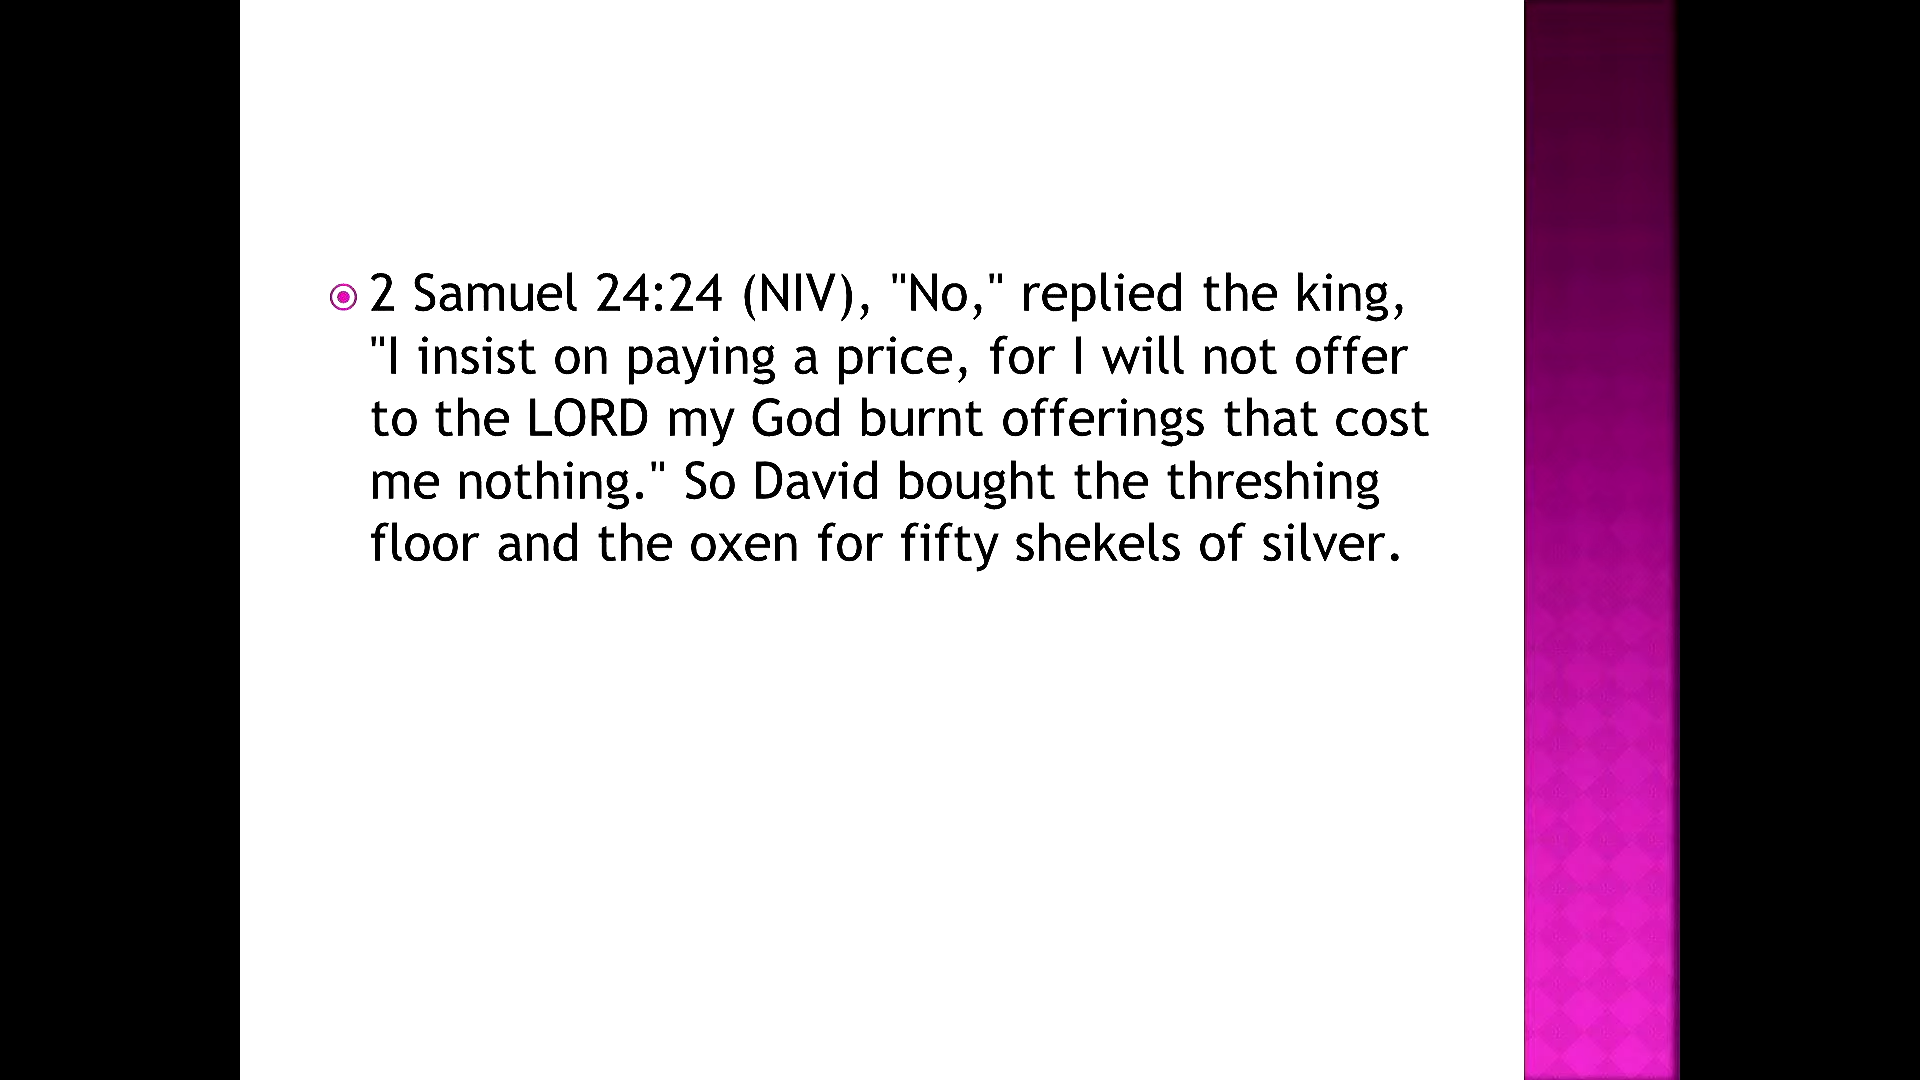 2 Samuel 24:24 (NIV), "No," replied the king,
"I insist on paying a price, for I will not offer
to the LORD my God burnt offerings that cost
me nothing." So David bought the threshing
floor and the oxen for fifty shekels of silver.